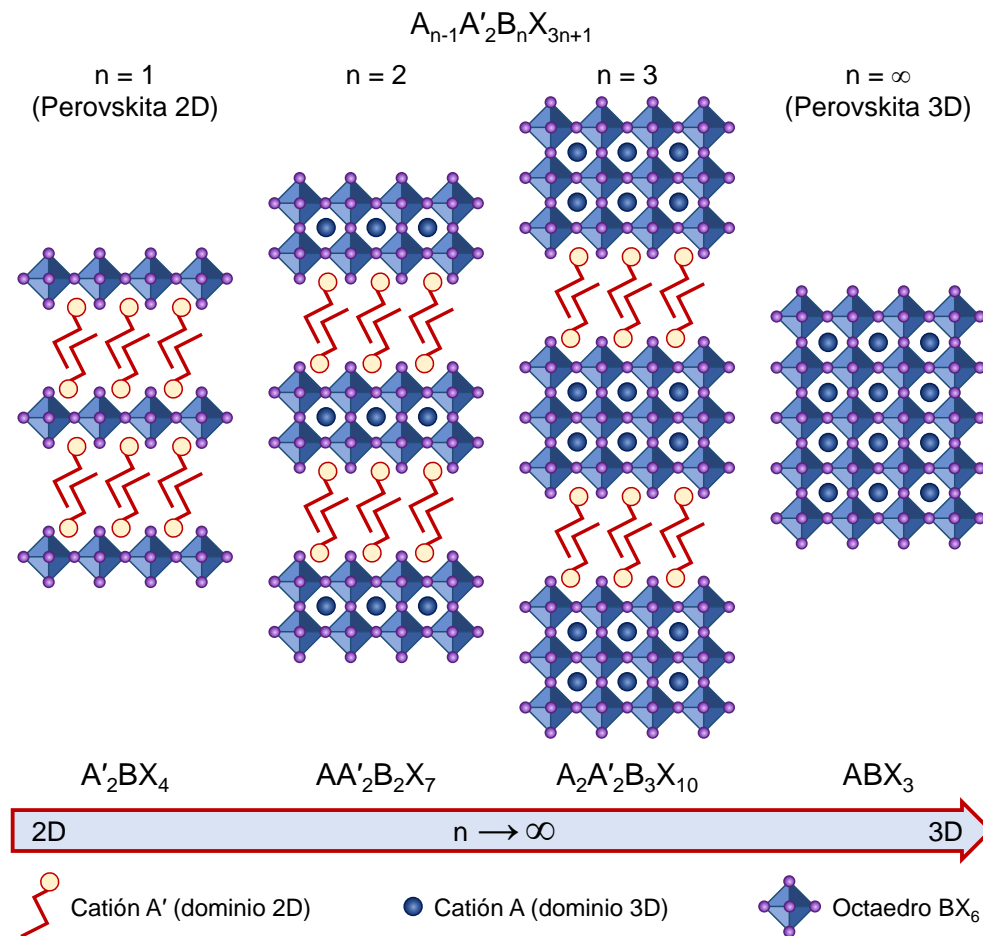 Aₙ₋₁A′₂BₙX₃ₙ₊₁
n = 1
(Perovskita 2D)
n = 2
n = 3
n = ∞
(Perovskita 3D)
A′₂BX₄
AA′₂B₂X₇
A₂A′₂B₃X₁₀
ABX₃
2D
n → ∞
3D
Catión A′ (dominio 2D)
Catión A (dominio 3D)
Octaedro BX₆